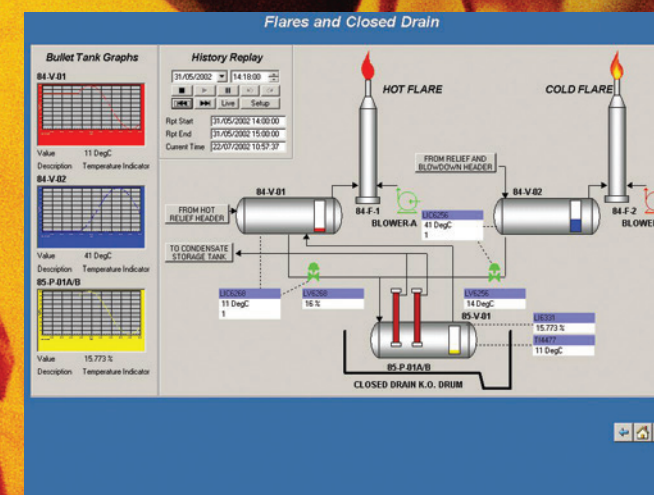 Flares and Closed Drain
Bullet Tank Graphs
84-V-01
Value 11 DegC
Description Temperature Indicator
84-V-02
Value 41 DegC
Description Temperature Indicator
85-P-01A/B
Value 15.773 %
Description Temperature Indicator
History Replay
31/05/2002 14:18:00
Live Setup
Rpt Start 31/05/2002 14:00:00
Rpt End 31/05/2002 15:00:00
Current Time 22/07/2002 10:57:37
HOT FLARE
COLD FLARE
FROM RELIEF AND
BLOWDOWN HEADER
84-V-01
84-V-02
FROM HOT
RELIEF HEADER
84-F-1
BLOWER-A
LIC6256
41 DegC
1
84-F-2
BLOWER
TO CONDENSATE
STORAGE TANK
LIC6268
11 DegC
1
LV6268
16 %
LV6256
14 DegC
85-V-01
LI6331
15.773 %
TI4477
11 DegC
85-P-01A/B
CLOSED DRAIN K.O. DRUM